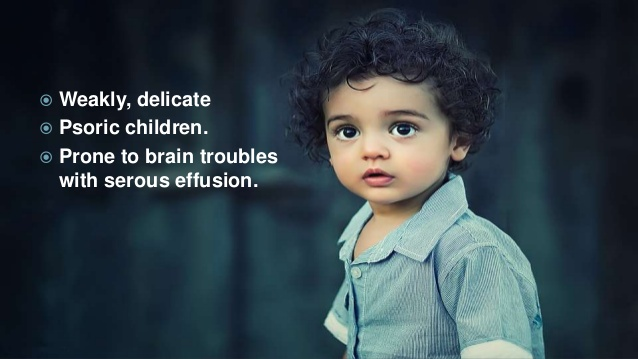 Weakly, delicate
Psoric children.
Prone to brain troubles
with serous effusion.